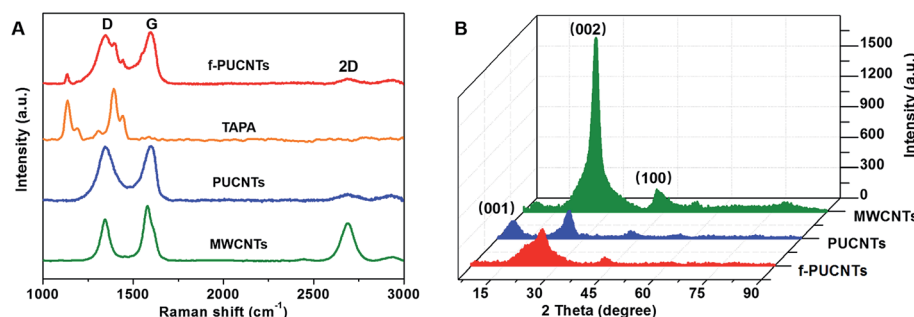 A
D
G
f-PUCNTs
2D
TAPA
PUCNTs
MWCNTs
Intensity (a.u.)
1000
1500
2000
2500
3000
Raman shift (cm⁻¹)
B
(002)
(100)
(001)
1500
1200
900
600
300
0
Intensity (a.u.)
MWCNTs
PUCNTs
f-PUCNTs
15
30
45
60
75
90
2 Theta (degree)